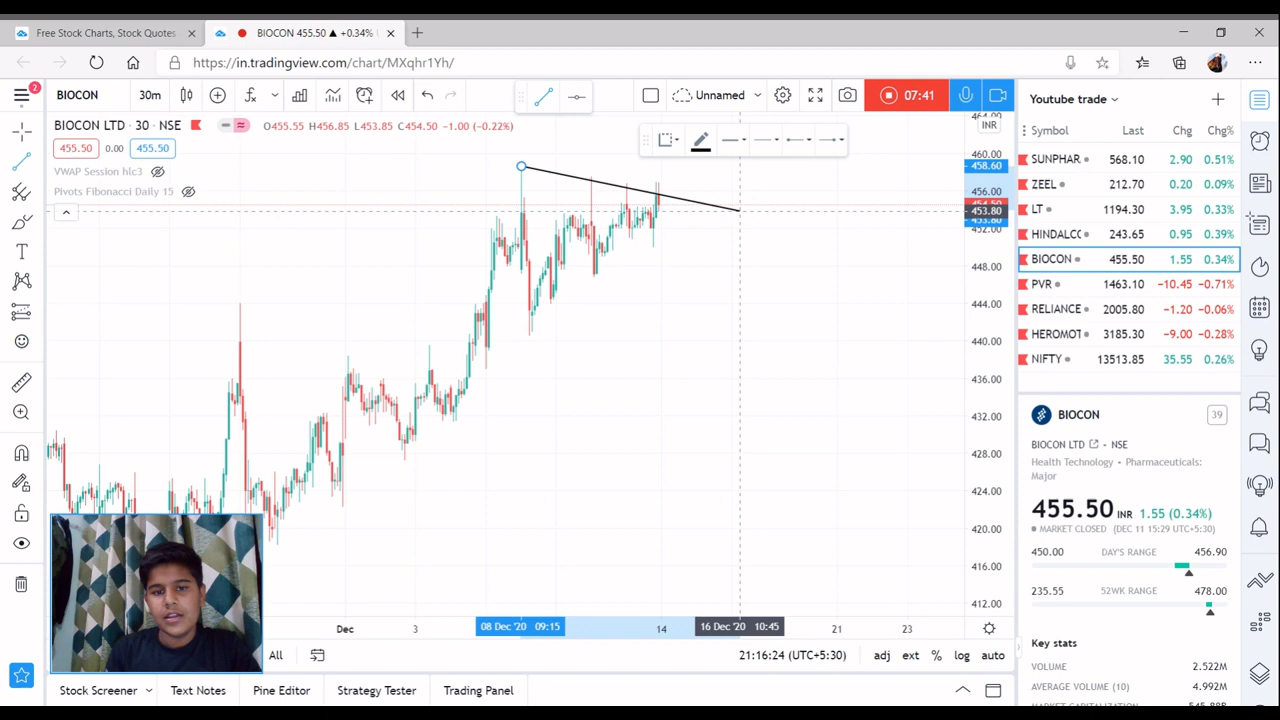 Free Stock Charts, Stock Quotes
BIOCON 455.50 ▲ +0.34%
https://in.tradingview.com/chart/MXqhr1Yh/
2
BIOCON 30m
Unnamed
07:41
Youtube trade
BIOCON LTD • 30 • NSE
O455.55 H456.85 L453.85 C454.50 -1.00 (-0.22%)
INR
455.50 0.00 455.50
VWAP Session hlc3
Pivots Fibonacci Daily 15
460.00
458.60
456.00
454.50
453.80
453.80
452.00
448.00
444.00
440.00
436.00
432.00
428.00
424.00
420.00
416.00
412.00
Symbol Last Chg Chg%
SUNPHAR 568.10 2.90 0.51%
ZEEL 212.70 0.20 0.09%
LT 1194.30 3.95 0.33%
HINDALCC 243.65 0.95 0.39%
BIOCON 455.50 1.55 0.34%
PVR 1463.10 −10.45 −0.71%
RELIANCE 2005.80 −1.20 −0.06%
HEROMOT 3185.30 −9.00 −0.28%
NIFTY 13513.85 35.55 0.26%
BIOCON 39
BIOCON LTD • NSE
Health Technology • Pharmaceuticals:
Major
455.50 INR 1.55 (0.34%)
MARKET CLOSED (DEC 11 15:29 UTC+5:30)
450.00 DAY'S RANGE 456.90
235.55 52WK RANGE 478.00
Key stats
VOLUME 2.522M
AVERAGE VOLUME (10) 4.992M
Dec 3 08 Dec '20 09:15 14 16 Dec '20 10:45 21 23
All
21:16:24 (UTC+5:30) adj ext % log auto
Stock Screener Text Notes Pine Editor Strategy Tester Trading Panel